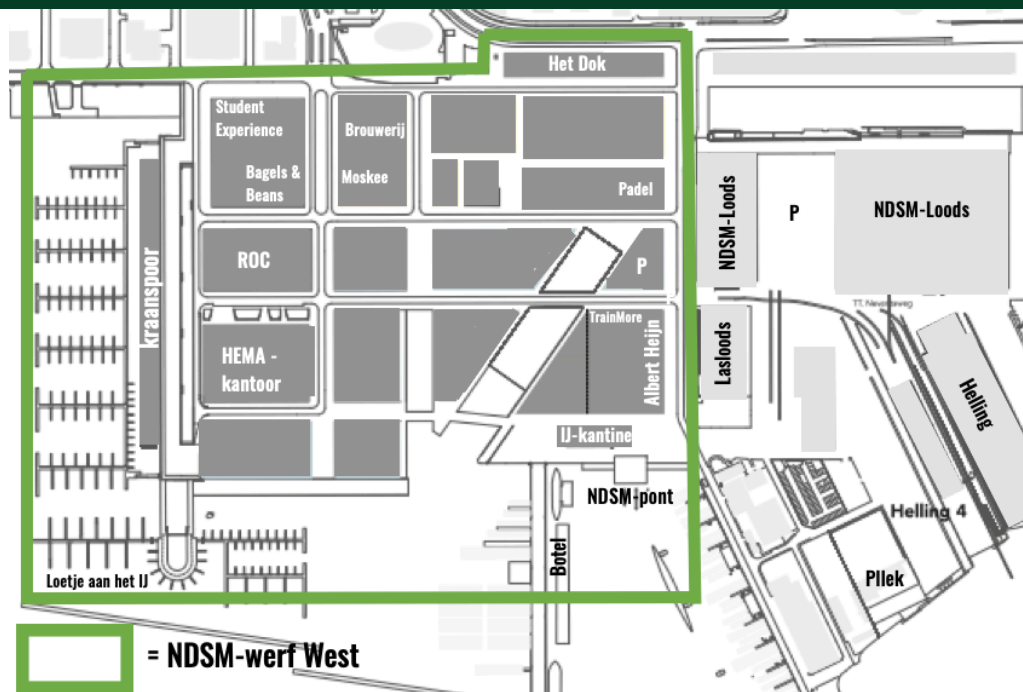 Het Dok
Student
Experience
Bagels &
Beans
Brouwerij
Moskee
Padel
NDSM-Loods
P
NDSM-Loods
kraanspoor
ROC
P
HEMA -
kantoor
TrainMore
Albert Heijn
Lasloods
Helling
IJ-kantine
NDSM-pont
Helling 4
Botel
Pllek
Loetje aan het IJ
= NDSM-werf West